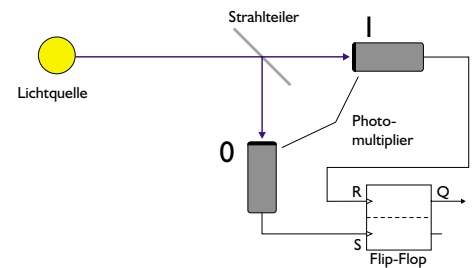 Strahlteiler
I
Lichtquelle
Photo-
multiplier
0
R
Q
S
Flip-Flop